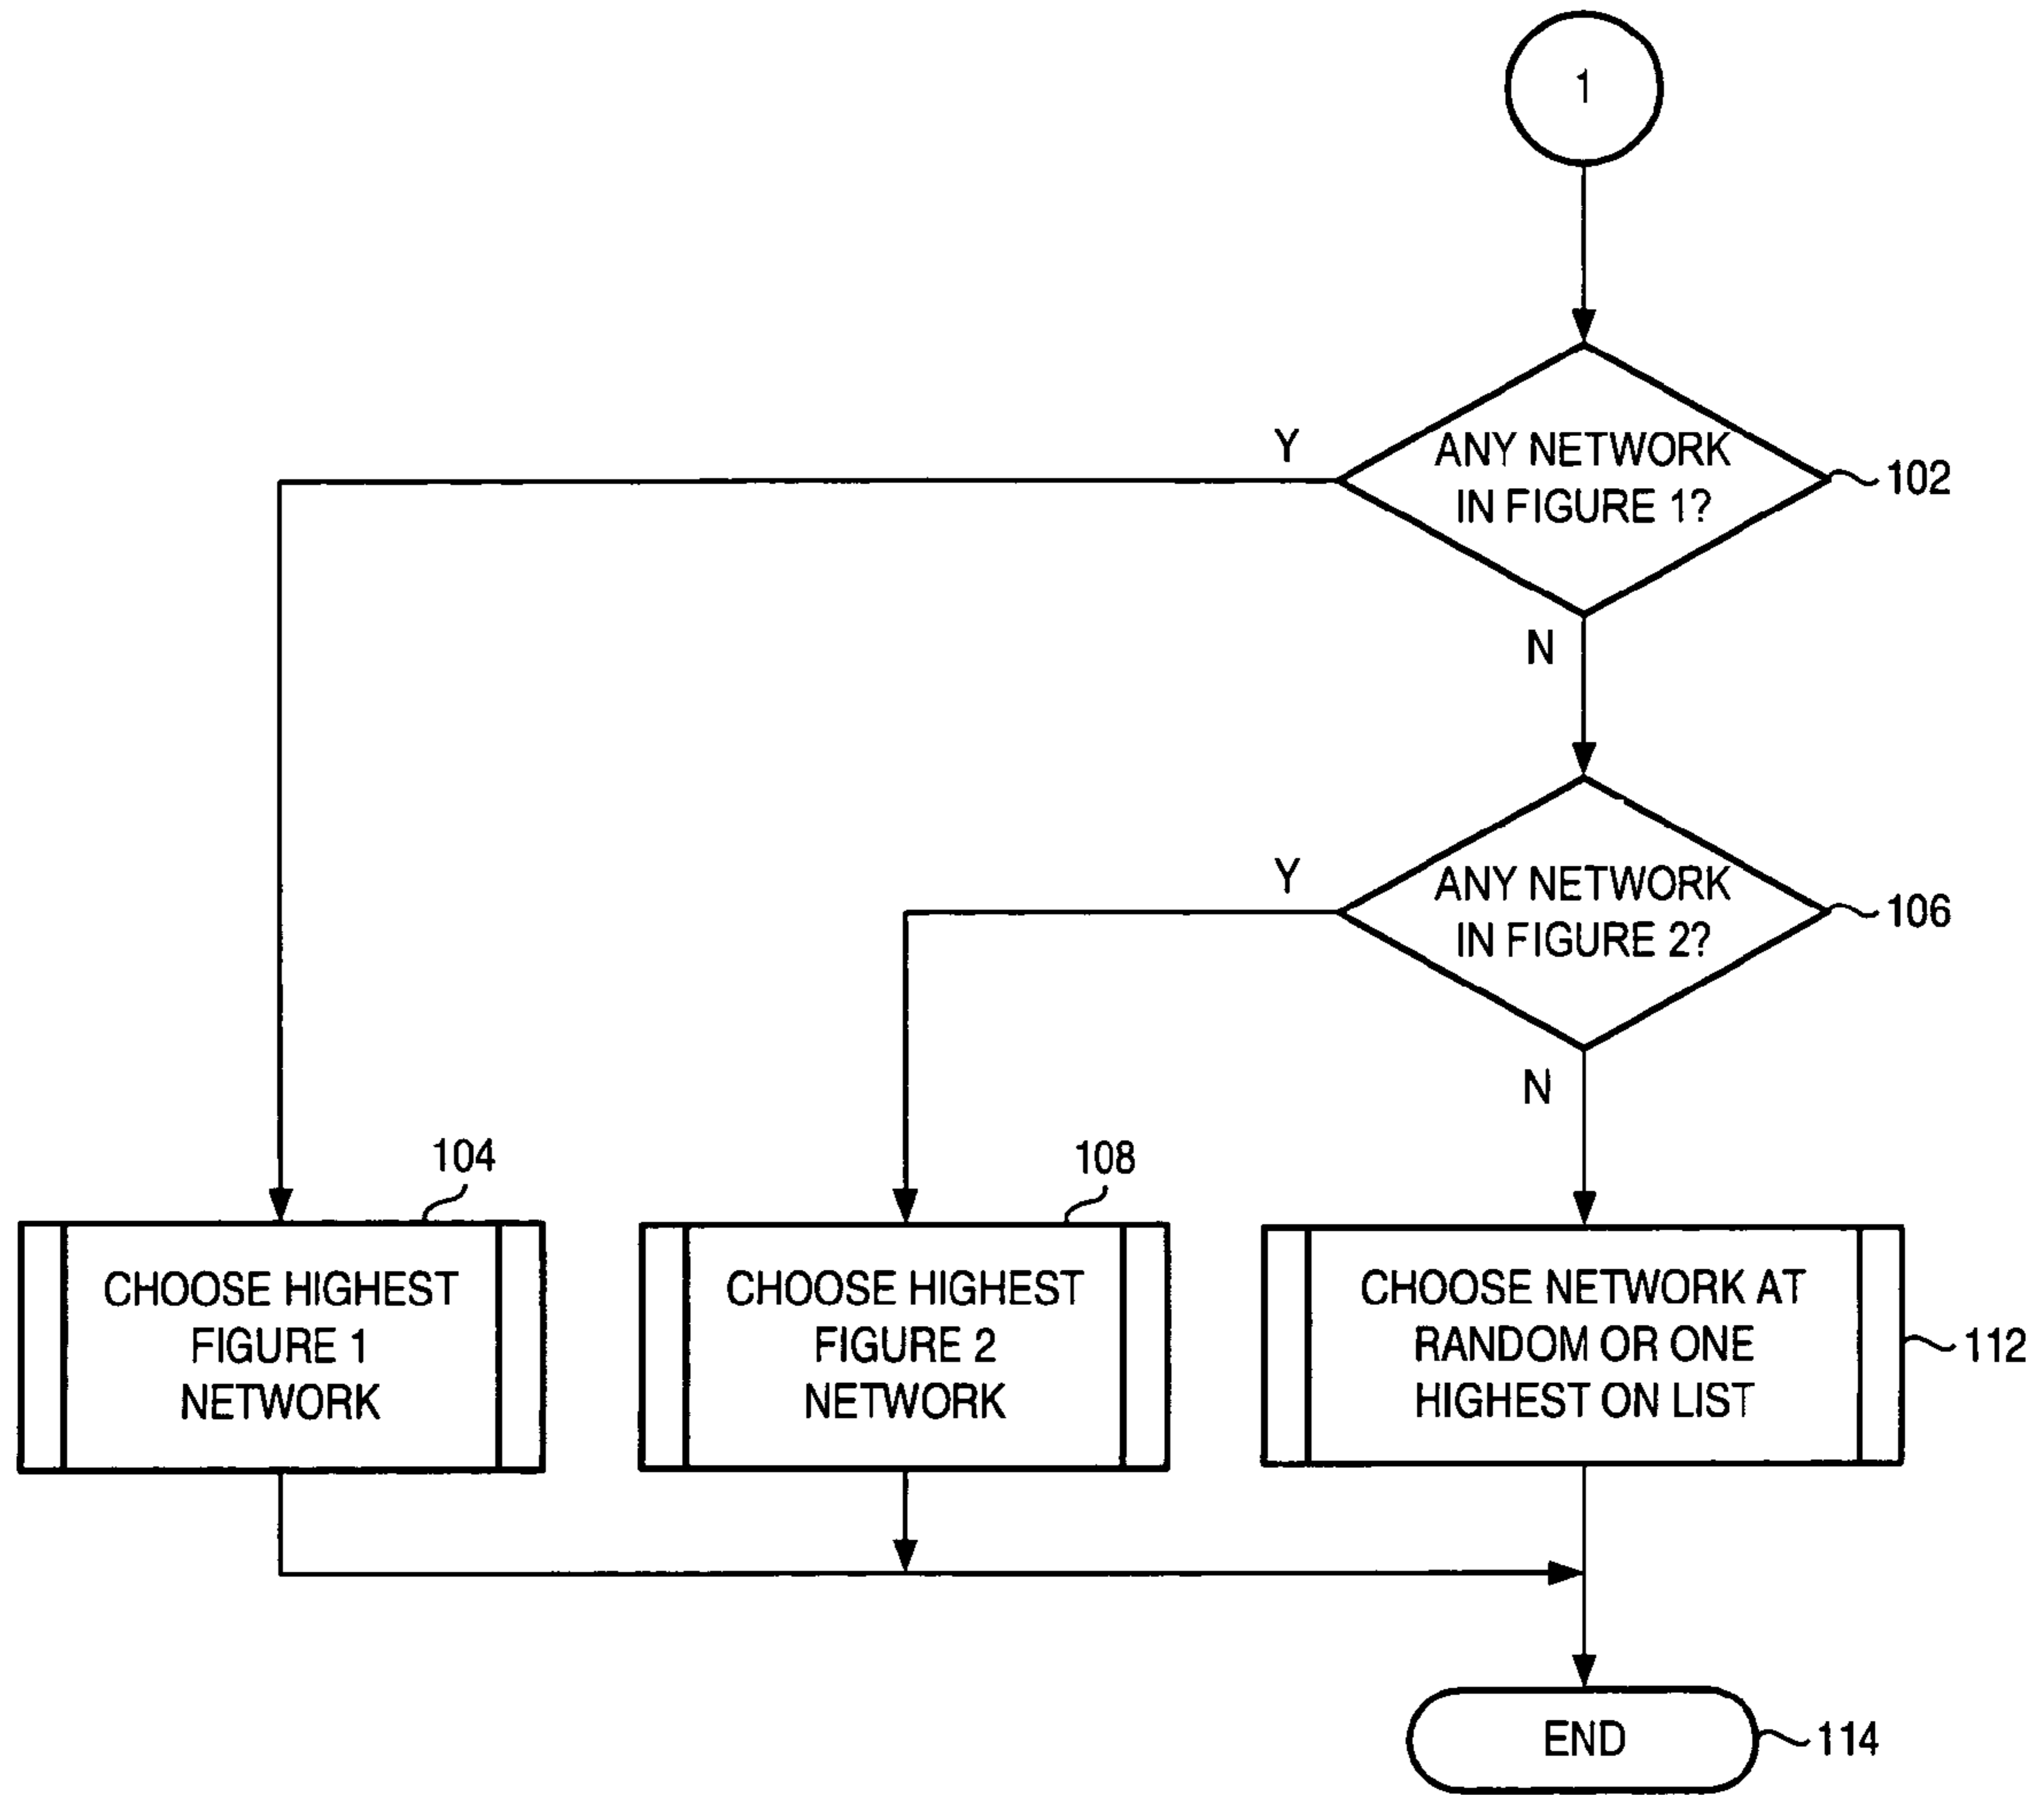 1
Y
ANY NETWORK
IN FIGURE 1?
102
N
Y
ANY NETWORK
IN FIGURE 2?
106
N
104
108
CHOOSE HIGHEST
FIGURE 1
NETWORK
CHOOSE HIGHEST
FIGURE 2
NETWORK
CHOOSE NETWORK AT
RANDOM OR ONE
HIGHEST ON LIST
112
END
114